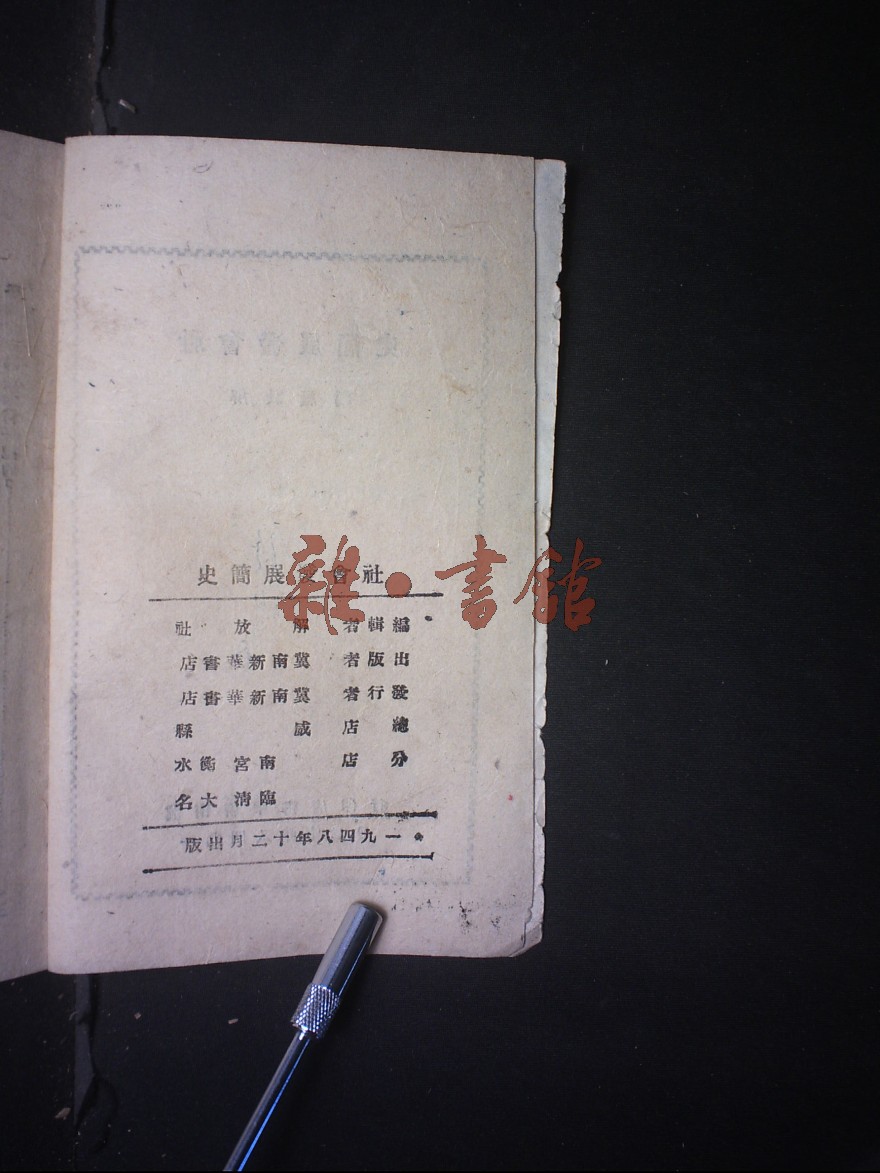 社會發展簡史
編輯者 解放社
出版者 冀南新華書店
發行者 冀南新華書店
總店 威縣
分店 南宮 衡水
臨清 大名
一九四八年十二月出版
雜·書館